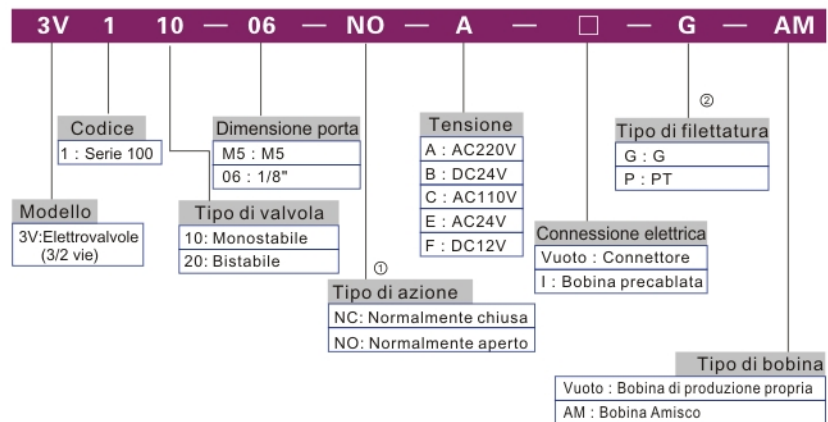 3V 1 10 — 06 — NO — A — □ — G — AM
②
Codice
1 : Serie 100
Dimensione porta
M5 : M5
06 : 1/8"
Tensione
A : AC220V
B : DC24V
C : AC110V
E : AC24V
F : DC12V
Tipo di filettatura
G : G
P : PT
Modello
3V:Elettrovalvole
(3/2 vie)
Tipo di valvola
10: Monostabile
20: Bistabile
Connessione elettrica
Vuoto : Connettore
I : Bobina precablata
①
Tipo di azione
NC: Normalmente chiusa
NO: Normalmente aperto
Tipo di bobina
Vuoto : Bobina di produzione propria
AM : Bobina Amisco